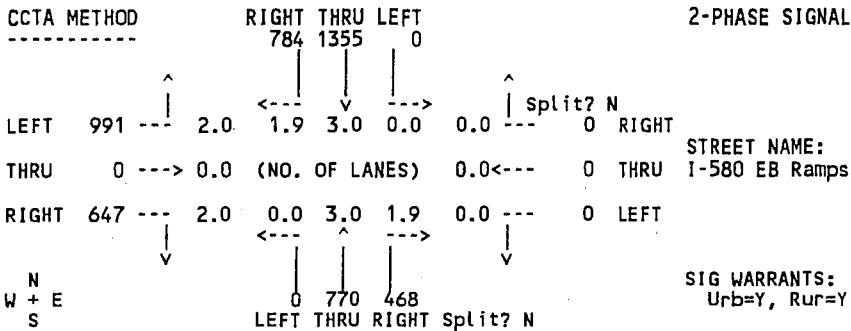 CCTA METHOD RIGHT THRU LEFT 2-PHASE SIGNAL
----------- 784 1355 0
^ ^
<--- v ---> Split? N
LEFT 991 --- 2.0 1.9 3.0 0.0 0.0 --- 0 RIGHT
STREET NAME:
THRU 0 ---> 0.0 (NO. OF LANES) 0.0<--- 0 THRU I-580 EB Ramps
RIGHT 647 --- 2.0 0.0 3.0 1.9 0.0 --- 0 LEFT
<--- ^ --->
v v
N SIG WARRANTS:
W + E 0 770 468 Urb=Y, Rur=Y
S LEFT THRU RIGHT Split? N